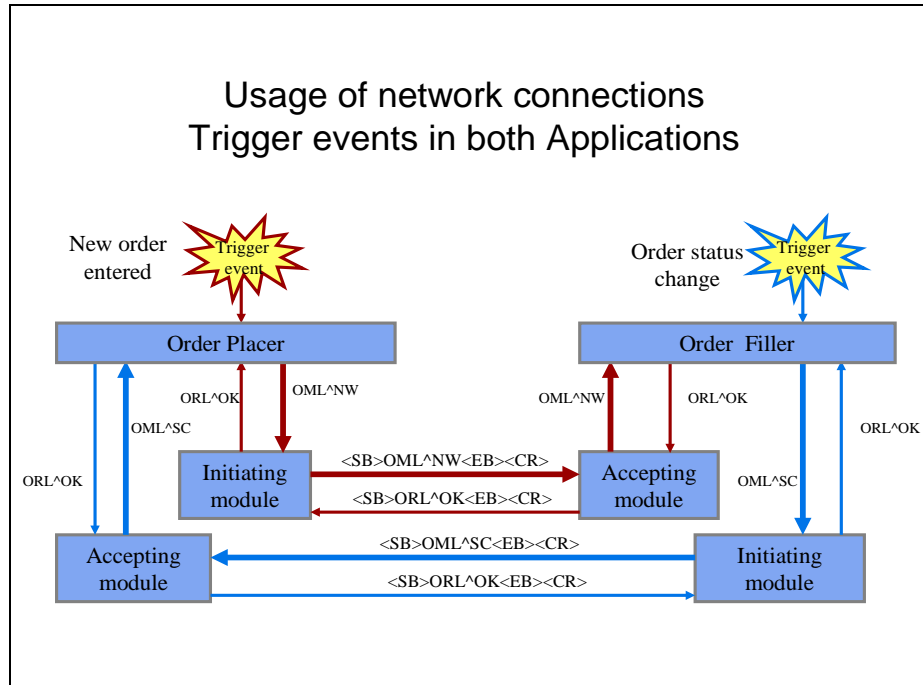 Usage of network connections
Trigger events in both Applications
New order
entered
Trigger
event
Order status
change
Trigger
event
Order Placer
Order Filler
ORL^OK
OML^SC
ORL^OK
OML^NW
OML^NW
ORL^OK
OML^SC
ORL^OK
Initiating
module
<SB>OML^NW<EB><CR>
<SB>ORL^OK<EB><CR>
Accepting
module
Accepting
module
<SB>OML^SC<EB><CR>
<SB>ORL^OK<EB><CR>
Initiating
module